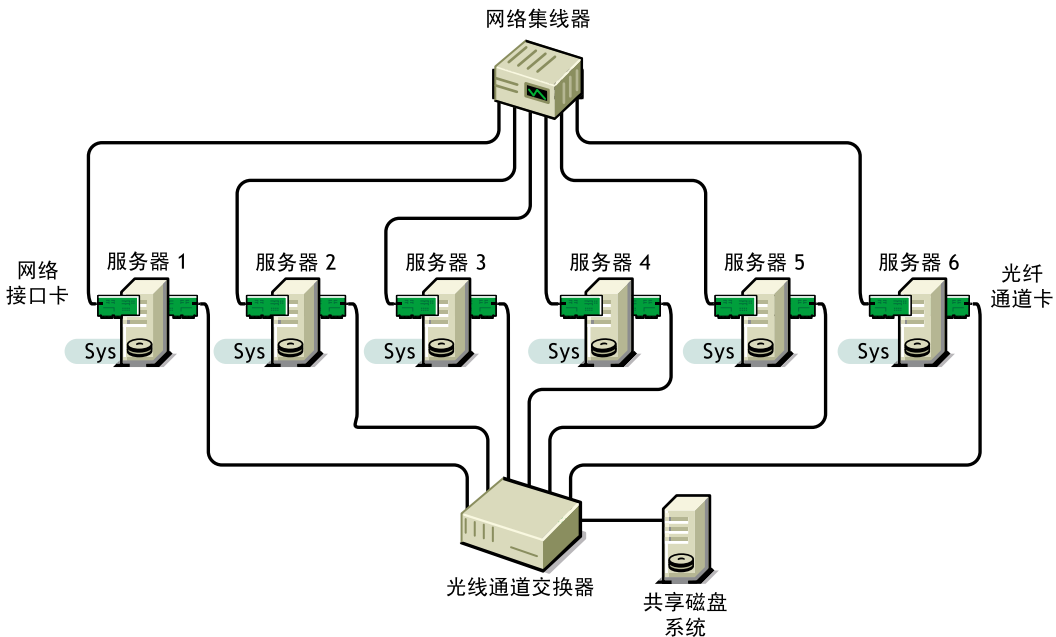 网络集线器
服务器 1
服务器 2
服务器 3
服务器 4
服务器 5
服务器 6
网络
接口卡
光纤
通道卡
Sys
Sys
Sys
Sys
Sys
Sys
光线通道交换器
共享磁盘
系统